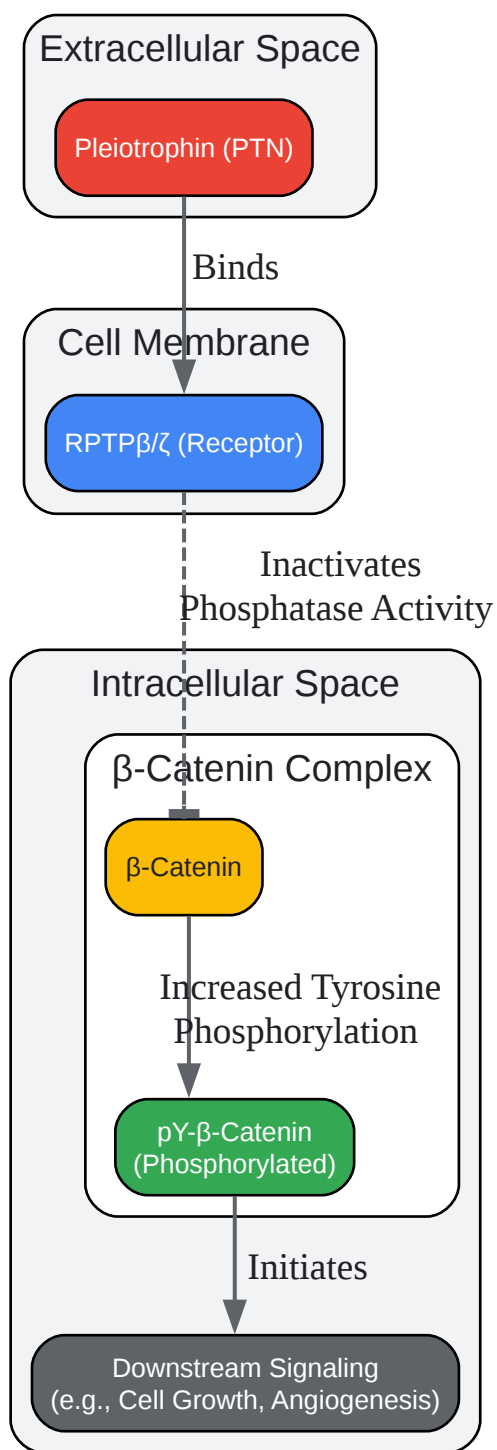 Extracellular Space
Pleiotrophin (PTN)
Binds
Cell Membrane
RPTPβ/ζ (Receptor)
Inactivates
Phosphatase Activity
Intracellular Space
β-Catenin Complex
β-Catenin
Increased Tyrosine
Phosphorylation
pY-β-Catenin
(Phosphorylated)
Initiates
Downstream Signaling
(e.g., Cell Growth, Angiogenesis)